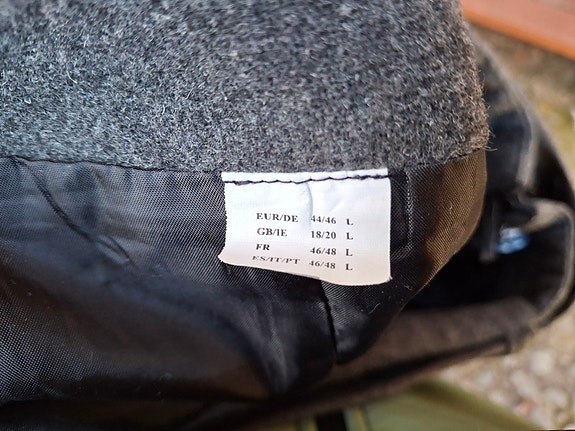 EUR/DE 44/46 L
GB/IE 18/20 L
FR 46/48 L
ES/IT/PT 46/48 L